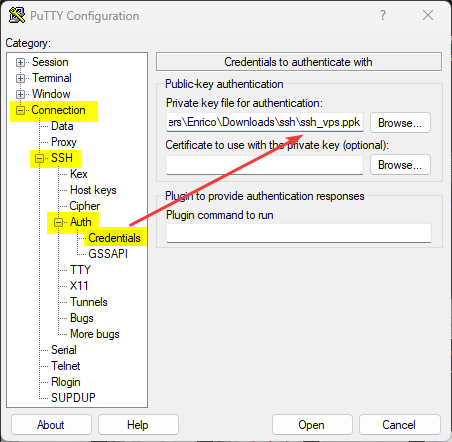 PuTTY Configuration
?
Category:
Session
Terminal
Window
Connection
Data
Proxy
SSH
Kex
Host keys
Cipher
Auth
Credentials
GSSAPI
TTY
X11
Tunnels
Bugs
More bugs
Serial
Telnet
Rlogin
SUPDUP
Credentials to authenticate with
Public-key authentication
Private key file for authentication:
ers\Enrico\Downloads\ssh\ssh_vps.ppk
Browse...
Certificate to use with the private key (optional):
Browse...
Plugin to provide authentication responses
Plugin command to run
About
Help
Open
Cancel